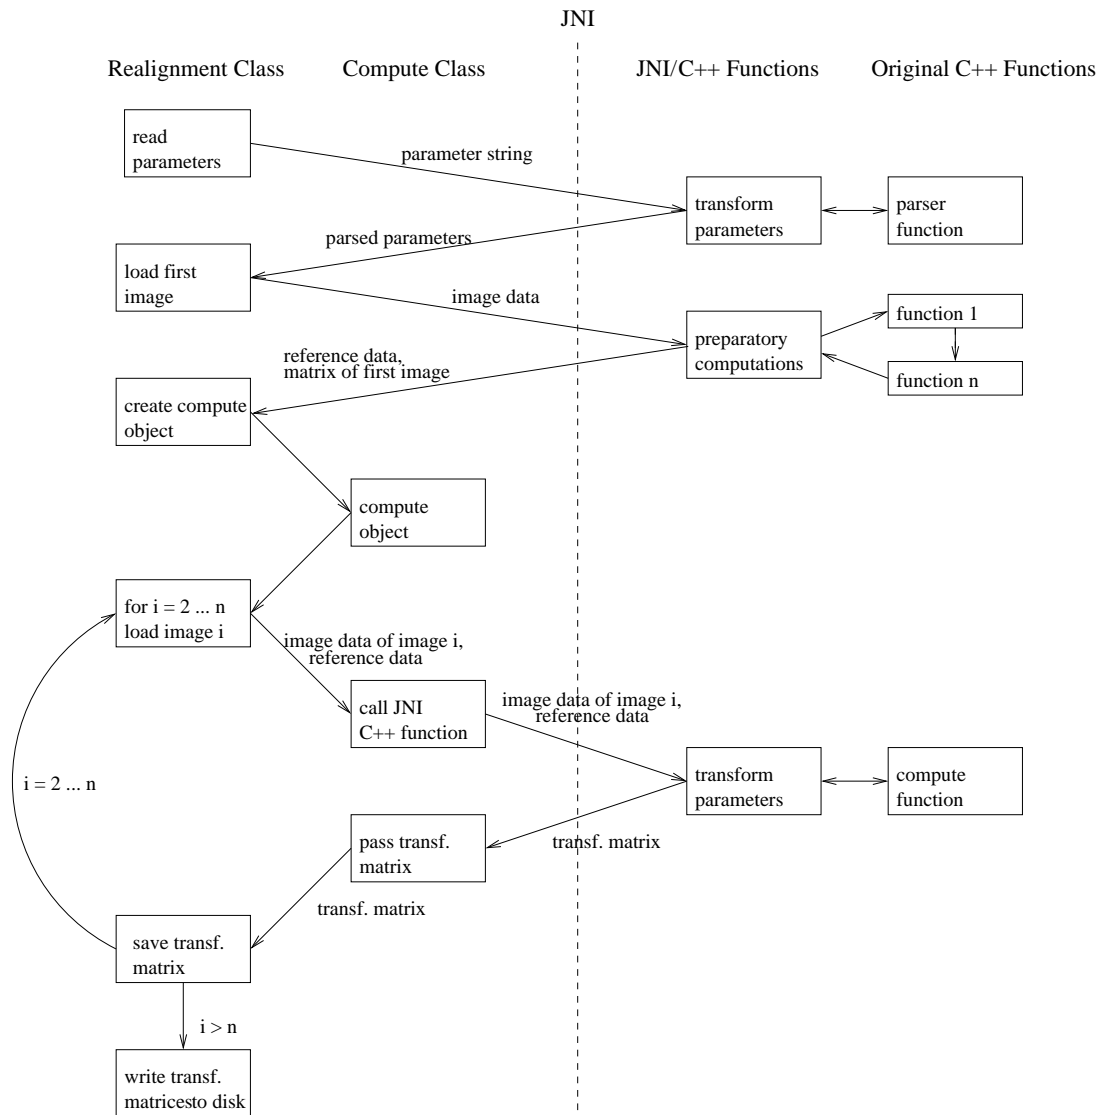 JNI
Realignment Class
Compute Class
JNI/C++ Functions
Original C++ Functions
read
parameters
parameter string
transform
parameters
parser
function
parsed parameters
load first
image
image data
function 1
preparatory
computations
function n
reference data,
matrix of first image
create compute
object
compute
object
for i = 2 ... n
load image i
image data of image i,
reference data
call JNI
C++ function
image data of image i,
reference data
transform
parameters
compute
function
i = 2 ... n
pass transf.
matrix
transf. matrix
transf. matrix
save transf.
matrix
i > n
write transf.
matricesto disk